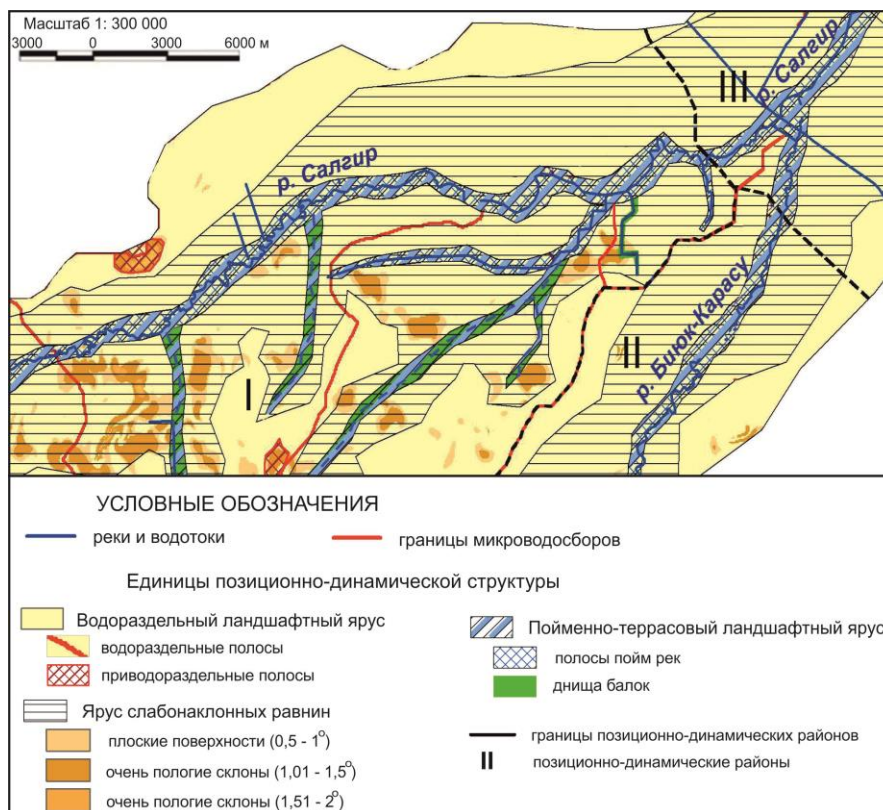 Масштаб 1: 300 000
3000 0 3000 6000 м
III
р. Салгир
р. Салгир
I
II
р. Биюк-Карасу
УСЛОВНЫЕ ОБОЗНАЧЕНИЯ
реки и водотоки
границы микроводосборов
Единицы позиционно-динамической структуры
Водораздельный ландшафтный ярус
водораздельные полосы
приводораздельные полосы
Ярус слабонаклонных равнин
плоские поверхности (0,5 - 1°)
очень пологие склоны (1,01 - 1,5°)
очень пологие склоны (1,51 - 2°)
Пойменно-террасовый ландшафтный ярус
полосы пойм рек
днища балок
границы позиционно-динамических районов
II позиционно-динамические районы